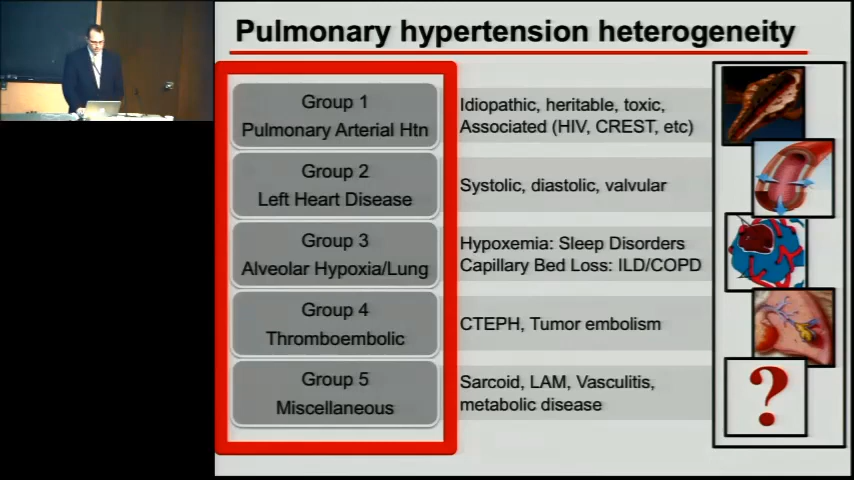 Pulmonary hypertension heterogeneity
Group 1
Pulmonary Arterial Htn
Idiopathic, heritable, toxic,
Associated (HIV, CREST, etc)
Group 2
Left Heart Disease
Systolic, diastolic, valvular
Group 3
Alveolar Hypoxia/Lung
Hypoxemia: Sleep Disorders
Capillary Bed Loss: ILD/COPD
Group 4
Thromboembolic
CTEPH, Tumor embolism
Group 5
Miscellaneous
Sarcoid, LAM, Vasculitis,
metabolic disease
?